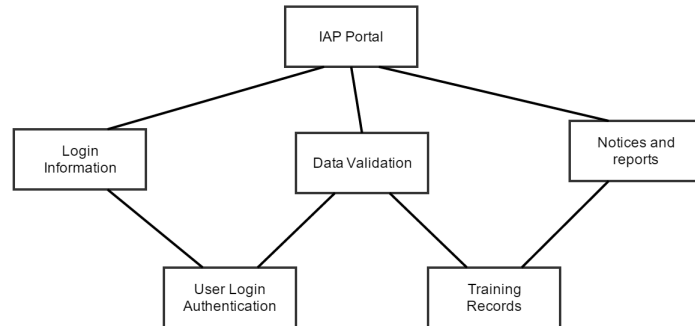 IAP Portal
Login
Information
Data Validation
Notices and
reports
User Login
Authentication
Training
Records